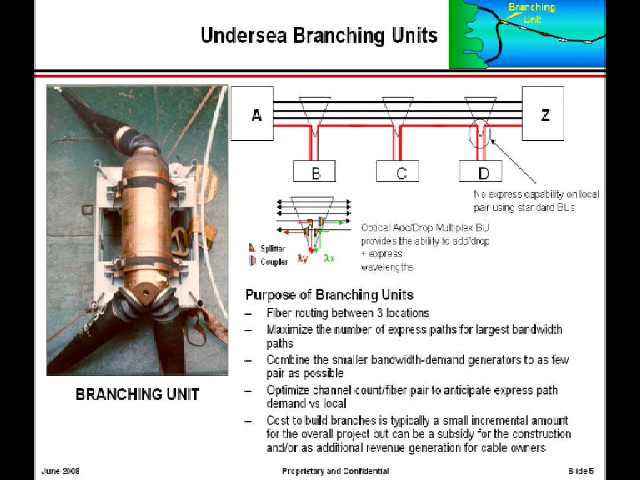 Undersea Branching Units
Branching
Unit
A
Z
B
C
D
No express capability on local
pair using standard BUs
Optical Add/Drop Multiplex BU
provides the ability to add/drop
+ express
wavelengths
Splitter
Coupler
λy
λx
BRANCHING UNIT
Purpose of Branching Units
– Fiber routing between 3 locations
– Maximize the number of express paths for largest bandwidth
paths
– Combine the smaller bandwidth-demand generators to as few
pair as possible
– Optimize channel count/fiber pair to anticipate express path
demand vs local
– Cost to build branches is typically a small incremental amount
for the overall project but can be a subsidy for the construction
and/or as additional revenue generation for cable owners
June 2008
Proprietary and Confidential
Slide 5